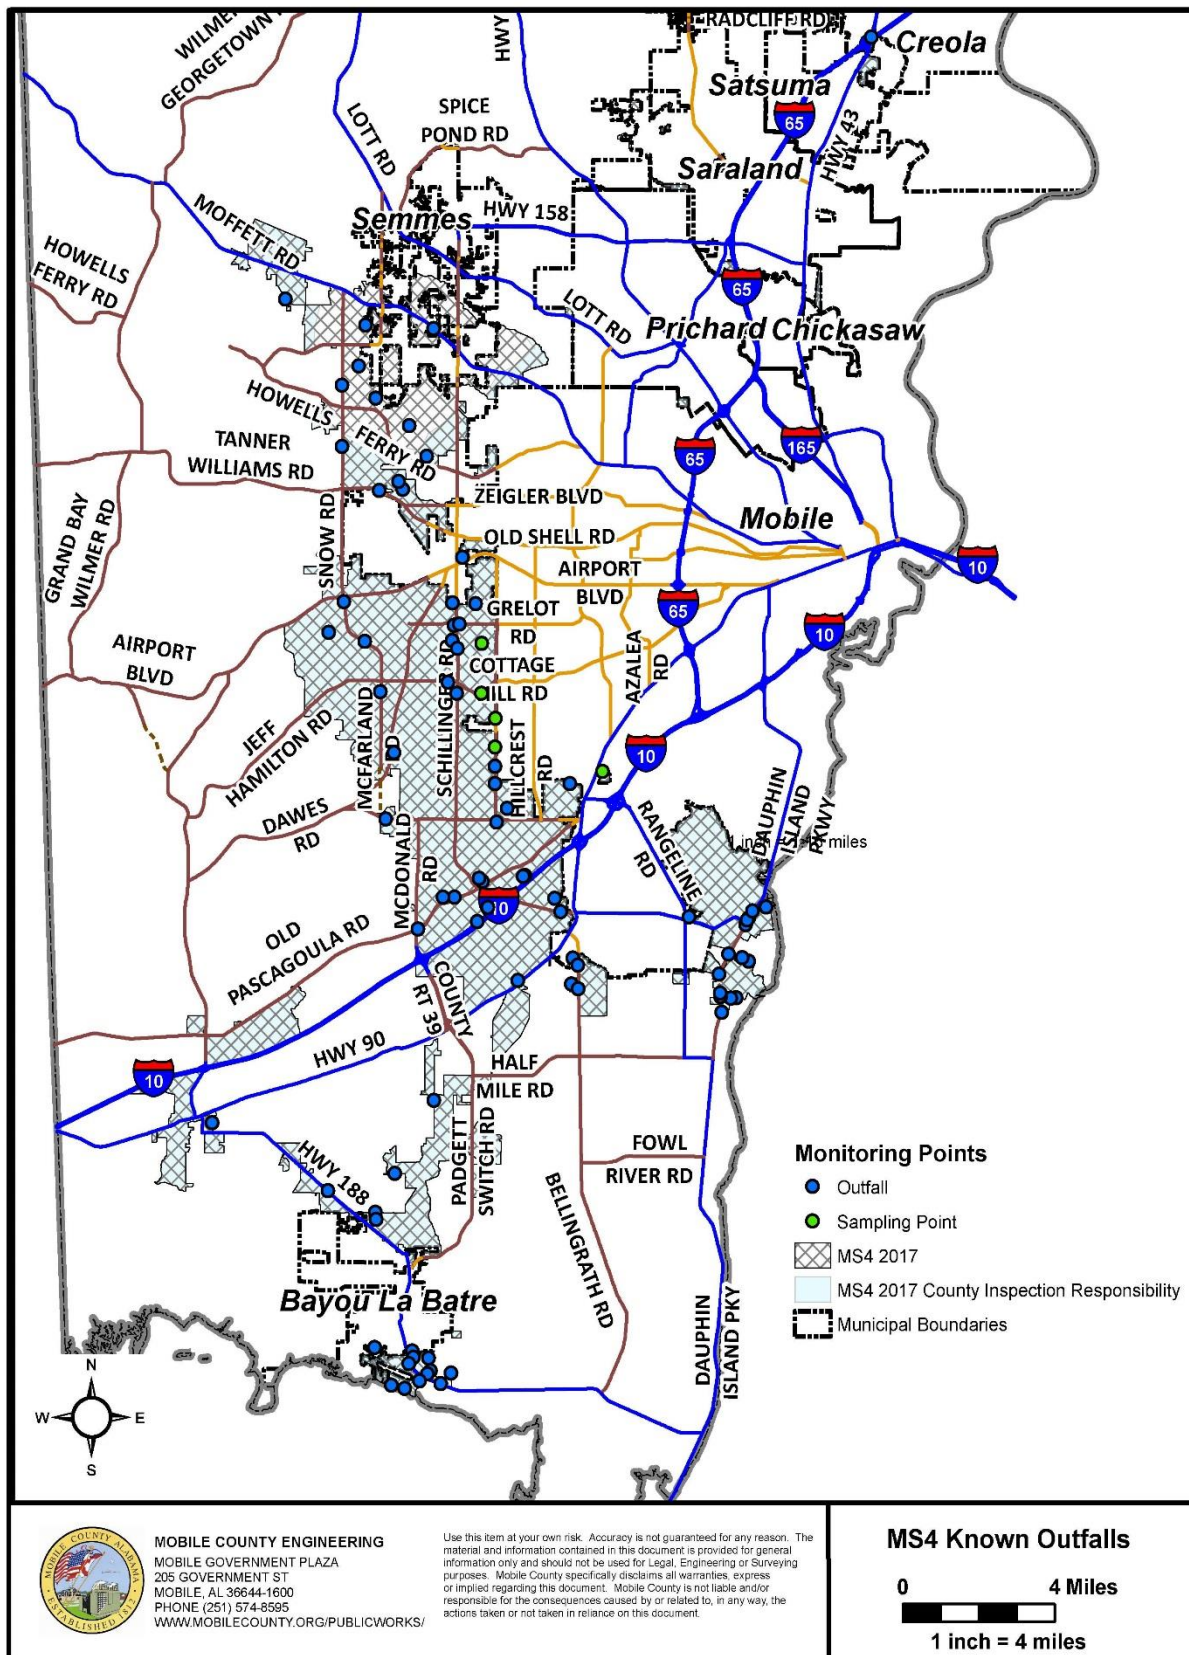 WILMER
GEORGETOWN
HWY
RADCLIFF RD
Creola
Satsuma
65
LOTT RD
SPICE
POND RD
HWY 43
Saraland
Semmes
HWY 158
MOFFETT RD
HOWELLS
FERRY RD
65
LOTT RD
Prichard Chickasaw
HOWELLS
FERRY RD
TANNER
WILLIAMS RD
65
165
GRAND BAY
WILMER RD
SNOW RD
ZEIGLER BLVD
Mobile
OLD SHELL RD
AIRPORT
BLVD
10
65
10
GRELOT
RD
AIRPORT
BLVD
COTTAGE
HILL RD
AZALEA
RD
JEFF
HAMILTON RD
MCFARLAND
RD
SCHILLINGER RD
HILLCREST
RD
10
DAWES
RD
MCDONALD
RD
RANGELINE
RD
DAUPHIN
ISLAND
PKWY
10
OLD
PASCAGOULA RD
COUNTY
RT 39
HWY 90
HALF
MILE RD
10
PADGETT
SWITCH RD
FOWL
RIVER RD
HWY 188
BELLINGRATH RD
DAUPHIN
ISLAND PKY
Bayou La Batre
Monitoring Points
Outfall
Sampling Point
MS4 2017
MS4 2017 County Inspection Responsibility
Municipal Boundaries
N
W E
S
MOBILE COUNTY ALABAMA
ESTABLISHED 1812
MOBILE COUNTY ENGINEERING
MOBILE GOVERNMENT PLAZA
205 GOVERNMENT ST
MOBILE, AL 36644-1600
PHONE (251) 574-8595
WWW.MOBILECOUNTY.ORG/PUBLICWORKS/
Use this item at your own risk. Accuracy is not guaranteed for any reason. The
material and information contained in this document is provided for general
information only and should not be used for Legal, Engineering or Surveying
purposes. Mobile County specifically disclaims all warranties, express
or implied regarding this document. Mobile County is not liable and/or
responsible for the consequences caused by or related to, in any way, the
actions taken or not taken in reliance on this document.
MS4 Known Outfalls
0 4 Miles
1 inch = 4 miles